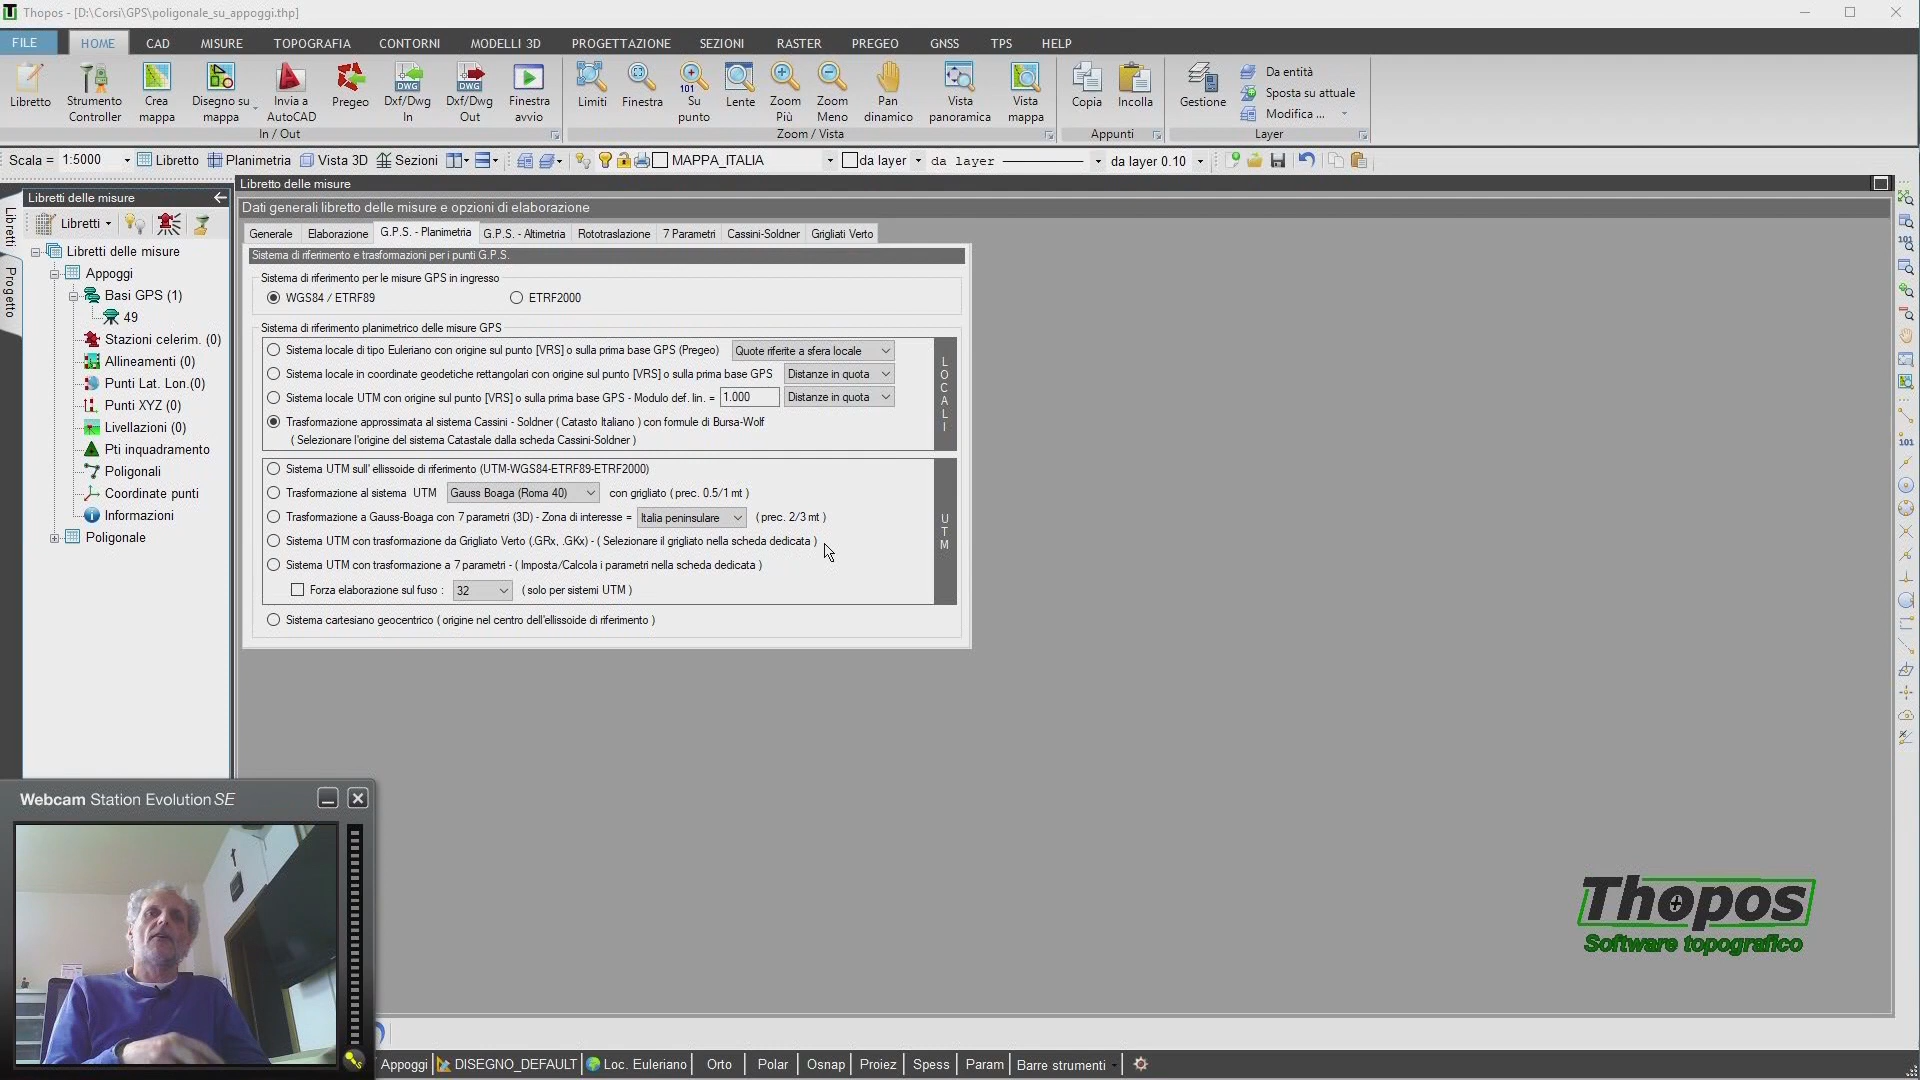 Thopos - [D:\Corsi\GPS\poligonale_su_appoggi.thp]
FILE HOME CAD MISURE TOPOGRAFIA CONTORNI MODELLI 3D PROGETTAZIONE SEZIONI RASTER PREGEO GNSS TPS HELP
Libretto
Strumento Controller
Crea mappa
Disegno su mappa
Invia a AutoCAD
Pregeo
DWG
Dxf/Dwg In
DWG
Dxf/Dwg Out
Finestra avvio
In / Out
Limiti
Finestra
101
Su punto
Lente
Zoom Più
Zoom Meno
Pan dinamico
Vista panoramica
Vista mappa
Zoom / Vista
Copia
Incolla
Appunti
Gestione
Da entità
Sposta su attuale
Modifica ...
Layer
Scala = 1:5000 Libretto Planimetria Vista 3D Sezioni MAPPA_ITALIA da layer da layer da layer 0.10
Libretti
Progetto
Libretti delle misure
Libretti
Libretti delle misure
Appoggi
Basi GPS (1)
49
Stazioni celerim. (0)
Allineamenti (0)
Punti Lat. Lon.(0)
Punti XYZ (0)
Livellazioni (0)
Pti inquadramento
Poligonali
Coordinate punti
Informazioni
Poligonale
Libretto delle misure
Dati generali libretto delle misure e opzioni di elaborazione
Generale Elaborazione G.P.S. - Planimetria G.P.S. - Altimetria Rototraslazione 7 Parametri Cassini-Soldner Grigliati Verto
Sistema di riferimento e trasformazioni per i punti G.P.S.
Sistema di riferimento per le misure GPS in ingresso
WGS84 / ETRF89 ETRF2000
Sistema di riferimento planimetrico delle misure GPS
Sistema locale di tipo Euleriano con origine sul punto [VRS] o sulla prima base GPS (Pregeo) Quote riferite a sfera locale
Sistema locale in coordinate geodetiche rettangolari con origine sul punto [VRS] o sulla prima base GPS Distanze in quota
Sistema locale UTM con origine sul punto [VRS] o sulla prima base GPS - Modulo def. lin. = 1.000 Distanze in quota
Trasformazione approssimata al sistema Cassini - Soldner ( Catasto Italiano ) con formule di Bursa-Wolf
( Selezionare l'origine del sistema Catastale dalla scheda Cassini-Soldner )
LOCALI
Sistema UTM sull' ellissoide di riferimento (UTM-WGS84-ETRF89-ETRF2000)
Trasformazione al sistema UTM Gauss Boaga (Roma 40) con grigliato ( prec. 0.5/1 mt )
Trasformazione a Gauss-Boaga con 7 parametri (3D) - Zona di interesse = Italia peninsulare ( prec. 2/3 mt )
Sistema UTM con trasformazione da Grigliato Verto (.GRx, .GKx) - ( Selezionare il grigliato nella scheda dedicata )
Sistema UTM con trasformazione a 7 parametri - ( Imposta/Calcola i parametri nella scheda dedicata )
Forza elaborazione sul fuso : 32 ( solo per sistemi UTM )
UTM
Sistema cartesiano geocentrico ( origine nel centro dell'ellissoide di riferimento )
101
101
Webcam Station Evolution SE
Thopos
Software topografico
Appoggi DISEGNO_DEFAULT Loc. Euleriano Orto Polar Osnap Proiez Spess Param Barre strumenti